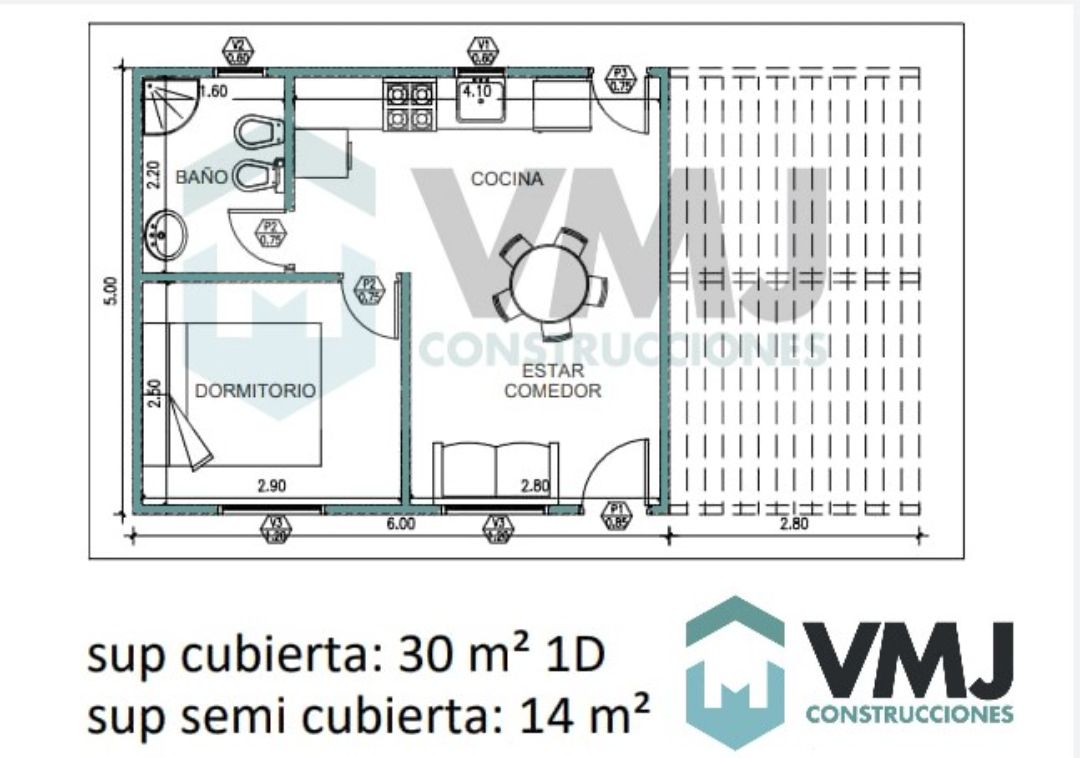 V2
0.60
V1
0.60
P3
0.75
1.60
4.10
2.20
BAÑO
COCINA
P2
0.75
P2
0.75
5.00
VMJ
CONSTRUCCIONES
ESTAR
COMEDOR
DORMITORIO
2.50
2.90
2.80
V3
1.20
6.00
V3
1.20
P1
0.85
2.80
sup cubierta: 30 m² 1D
sup semi cubierta: 14 m²
VMJ
CONSTRUCCIONES